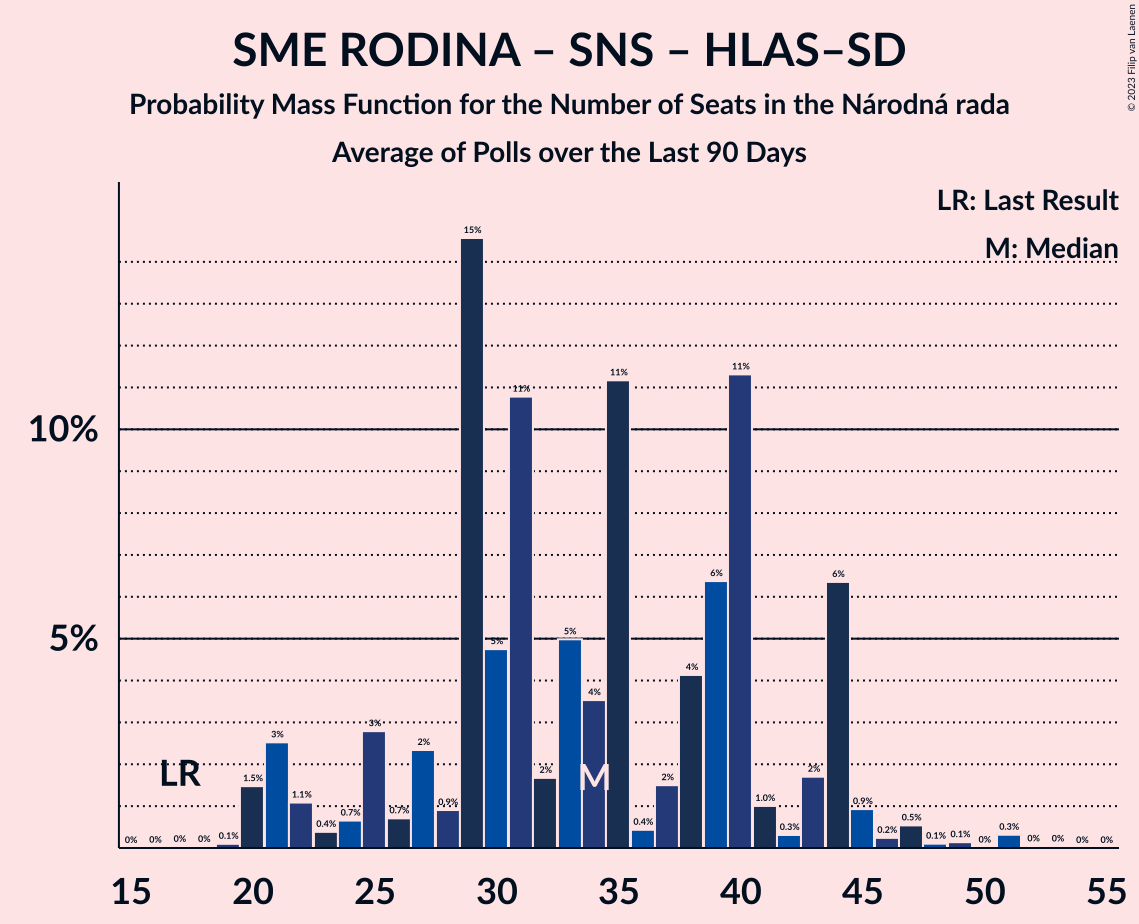 SME RODINA – SNS – HLAS–SD
Probability Mass Function for the Number of Seats in the Národná rada
Average of Polls over the Last 90 Days
© 2023 Filip van Laenen
LR: Last Result
M: Median
10%
5%
0% 0% 0% 0% 0.1% 1.5% 3% 1.1% 0.4% 0.7% 3% 0.7% 2% 0.9% 15% 5% 11% 2% 5% 4% 11% 0.4% 2% 4% 6% 11% 1.0% 0.3% 2% 6% 0.9% 0.2% 0.5% 0.1% 0.1% 0% 0.3% 0% 0% 0% 0%
LR M
15 20 25 30 35 40 45 50 55